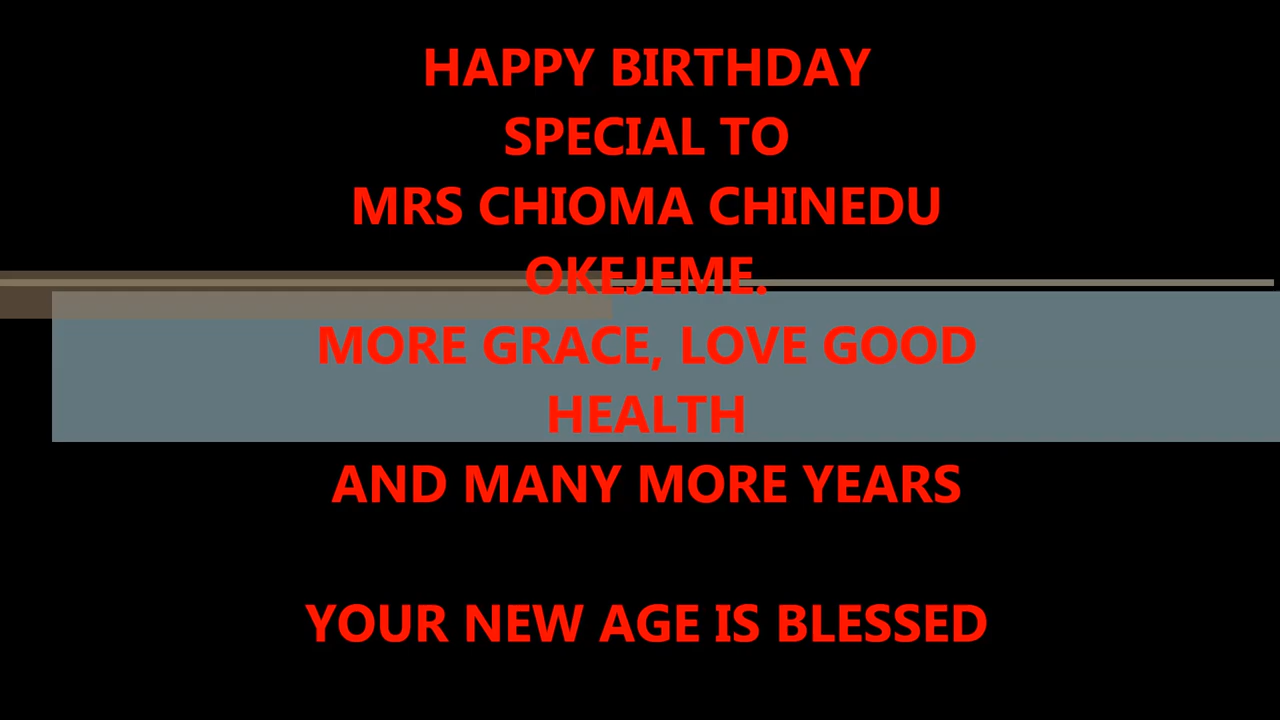 HAPPY BIRTHDAY
SPECIAL TO
MRS CHIOMA CHINEDU
OKEJEME.
MORE GRACE, LOVE GOOD
HEALTH
AND MANY MORE YEARS
YOUR NEW AGE IS BLESSED